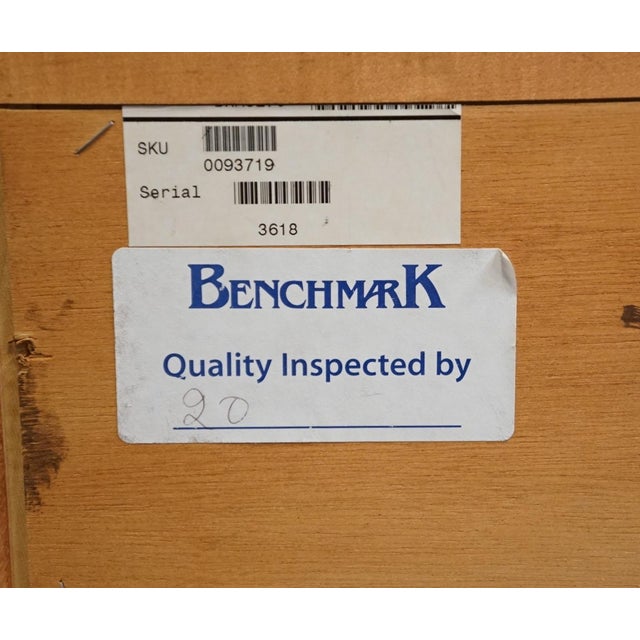 SKU
0093719
Serial
3618
BENCHMARK
Quality Inspected by
20